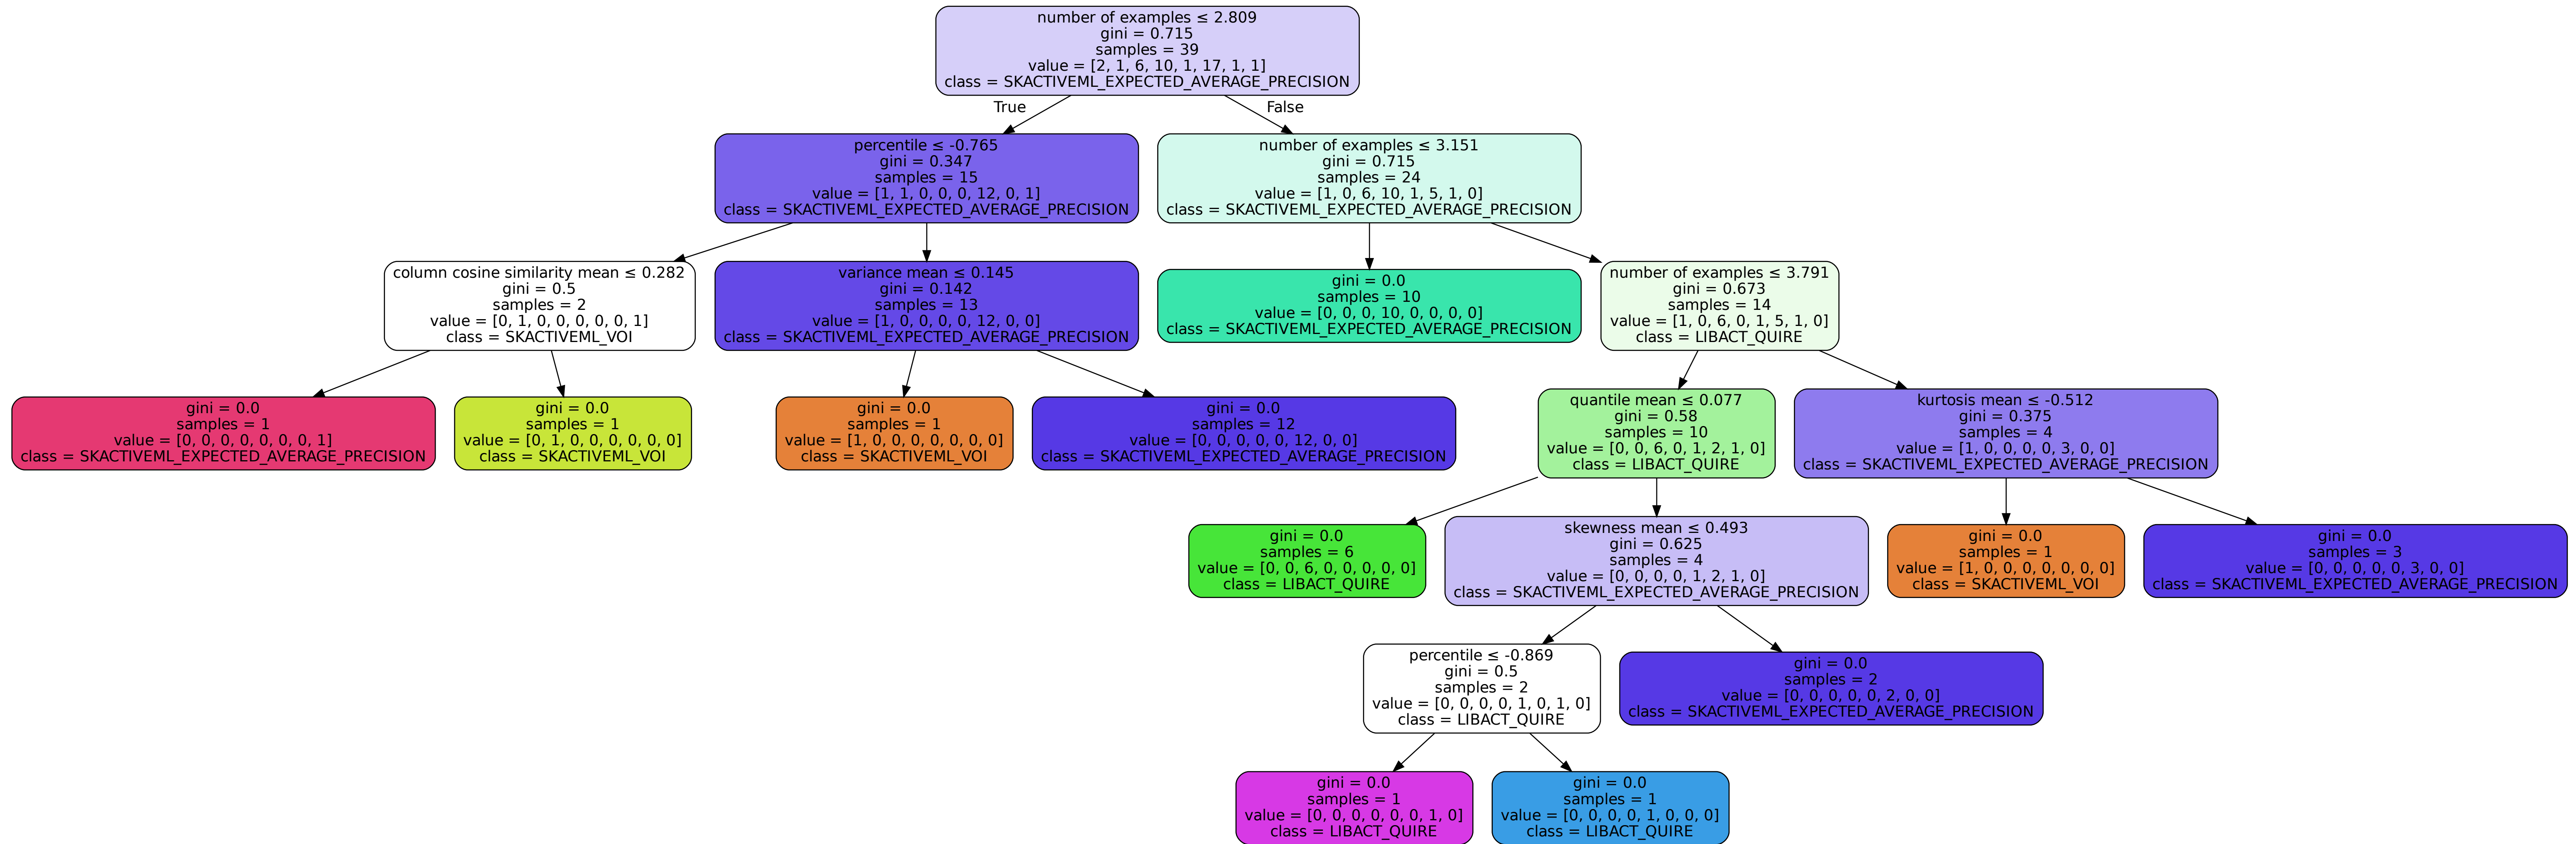 number of examples ≤ 2.809
gini = 0.715
samples = 39
value = [2, 1, 6, 10, 1, 17, 1, 1]
class = SKACTIVEML_EXPECTED_AVERAGE_PRECISION
True
False
percentile ≤ -0.765
gini = 0.347
samples = 15
value = [1, 1, 0, 0, 0, 12, 0, 1]
class = SKACTIVEML_EXPECTED_AVERAGE_PRECISION
number of examples ≤ 3.151
gini = 0.715
samples = 24
value = [1, 0, 6, 10, 1, 5, 1, 0]
class = SKACTIVEML_EXPECTED_AVERAGE_PRECISION
column cosine similarity mean ≤ 0.282
gini = 0.5
samples = 2
value = [0, 1, 0, 0, 0, 0, 0, 1]
class = SKACTIVEML_VOI
variance mean ≤ 0.145
gini = 0.142
samples = 13
value = [1, 0, 0, 0, 0, 12, 0, 0]
class = SKACTIVEML_EXPECTED_AVERAGE_PRECISION
gini = 0.0
samples = 10
value = [0, 0, 0, 10, 0, 0, 0, 0]
class = SKACTIVEML_EXPECTED_AVERAGE_PRECISION
number of examples ≤ 3.791
gini = 0.673
samples = 14
value = [1, 0, 6, 0, 1, 5, 1, 0]
class = LIBACT_QUIRE
gini = 0.0
samples = 1
value = [0, 0, 0, 0, 0, 0, 0, 1]
class = SKACTIVEML_EXPECTED_AVERAGE_PRECISION
gini = 0.0
samples = 1
value = [0, 1, 0, 0, 0, 0, 0, 0]
class = SKACTIVEML_VOI
gini = 0.0
samples = 1
value = [1, 0, 0, 0, 0, 0, 0, 0]
class = SKACTIVEML_VOI
gini = 0.0
samples = 12
value = [0, 0, 0, 0, 0, 12, 0, 0]
class = SKACTIVEML_EXPECTED_AVERAGE_PRECISION
quantile mean ≤ 0.077
gini = 0.58
samples = 10
value = [0, 0, 6, 0, 1, 2, 1, 0]
class = LIBACT_QUIRE
kurtosis mean ≤ -0.512
gini = 0.375
samples = 4
value = [1, 0, 0, 0, 0, 3, 0, 0]
class = SKACTIVEML_EXPECTED_AVERAGE_PRECISION
gini = 0.0
samples = 6
value = [0, 0, 6, 0, 0, 0, 0, 0]
class = LIBACT_QUIRE
skewness mean ≤ 0.493
gini = 0.625
samples = 4
value = [0, 0, 0, 0, 1, 2, 1, 0]
class = SKACTIVEML_EXPECTED_AVERAGE_PRECISION
gini = 0.0
samples = 1
value = [1, 0, 0, 0, 0, 0, 0, 0]
class = SKACTIVEML_VOI
gini = 0.0
samples = 3
value = [0, 0, 0, 0, 0, 3, 0, 0]
class = SKACTIVEML_EXPECTED_AVERAGE_PRECISION
percentile ≤ -0.869
gini = 0.5
samples = 2
value = [0, 0, 0, 0, 1, 0, 1, 0]
class = LIBACT_QUIRE
gini = 0.0
samples = 2
value = [0, 0, 0, 0, 0, 2, 0, 0]
class = SKACTIVEML_EXPECTED_AVERAGE_PRECISION
gini = 0.0
samples = 1
value = [0, 0, 0, 0, 0, 0, 1, 0]
class = LIBACT_QUIRE
gini = 0.0
samples = 1
value = [0, 0, 0, 0, 1, 0, 0, 0]
class = LIBACT_QUIRE